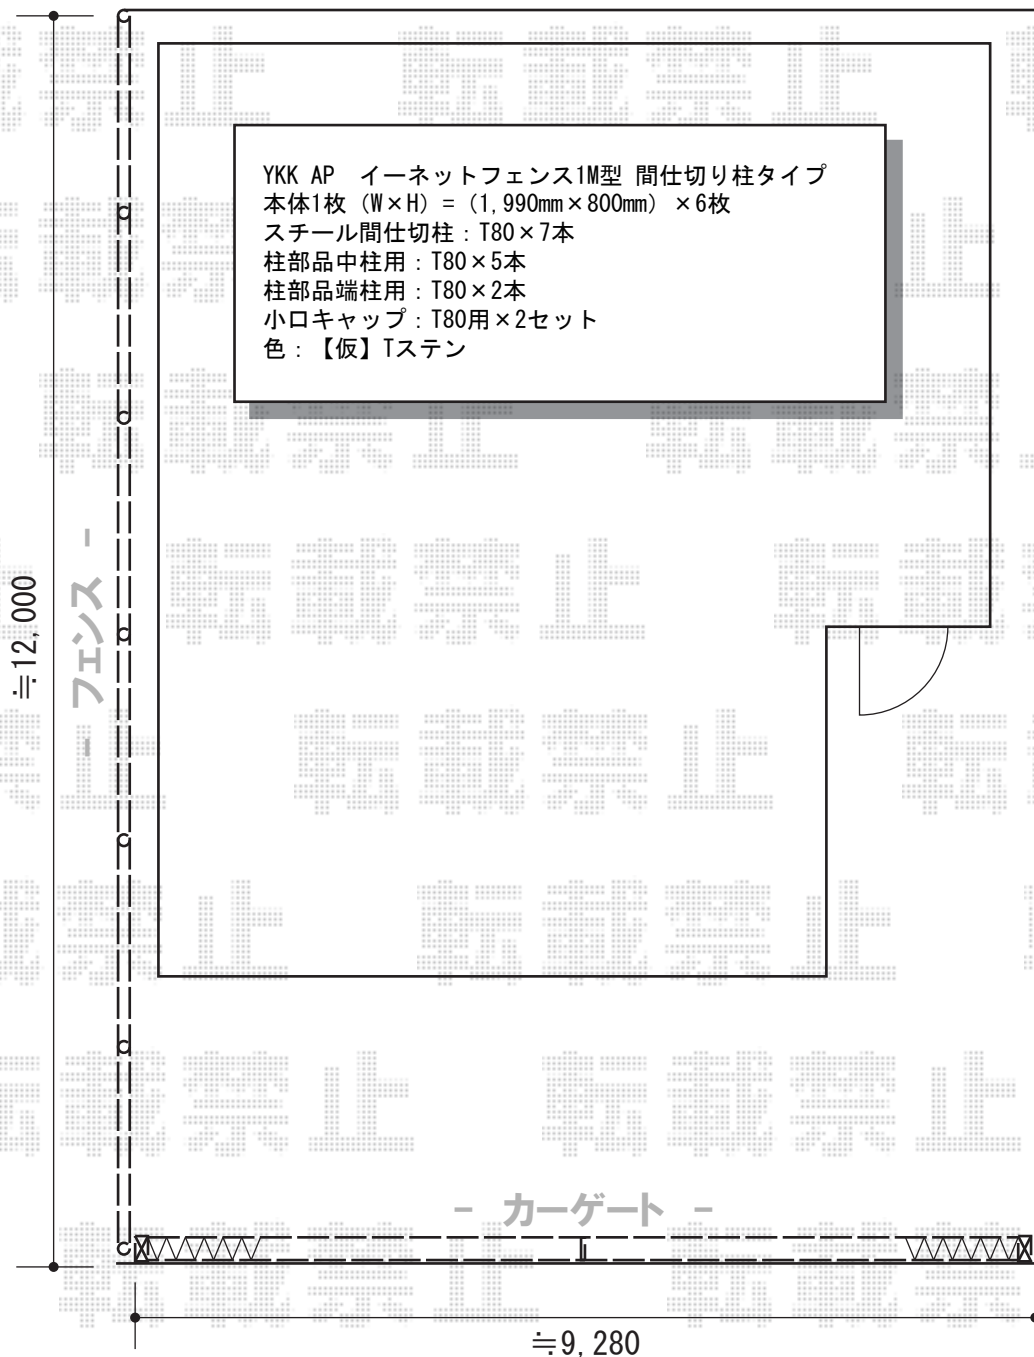 YKK AP　イーネットフェンス1M型 間仕切り柱タイプ
本体1枚（W×H）=（1,990mm×800mm）×6枚
スチール間仕切柱：T80×7本
柱部品中柱用：T80×5本
柱部品端柱用：T80×2本
小口キャップ：T80用×2セット
色：【仮】Tステン
≒12,000
- フェンス -
- カーゲート -
≒9,280
転載禁止